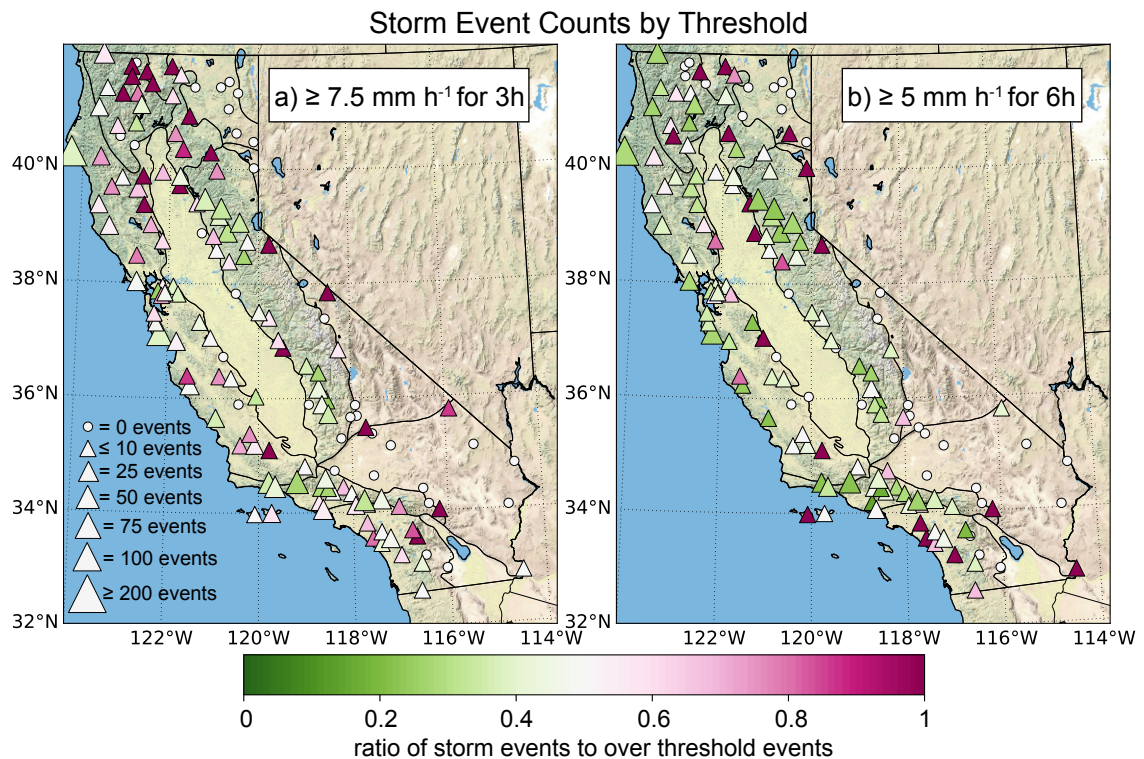 Storm Event Counts by Threshold
a) ≥ 7.5 mm h⁻¹ for 3h
b) ≥ 5 mm h⁻¹ for 6h
40°N
38°N
36°N
34°N
32°N
= 0 events
≤ 10 events
= 25 events
= 50 events
= 75 events
= 100 events
≥ 200 events
40°N
38°N
36°N
34°N
32°N
122°W 120°W 118°W 116°W 114°W
122°W 120°W 118°W 116°W 114°W
0 0.2 0.4 0.6 0.8 1
ratio of storm events to over threshold events